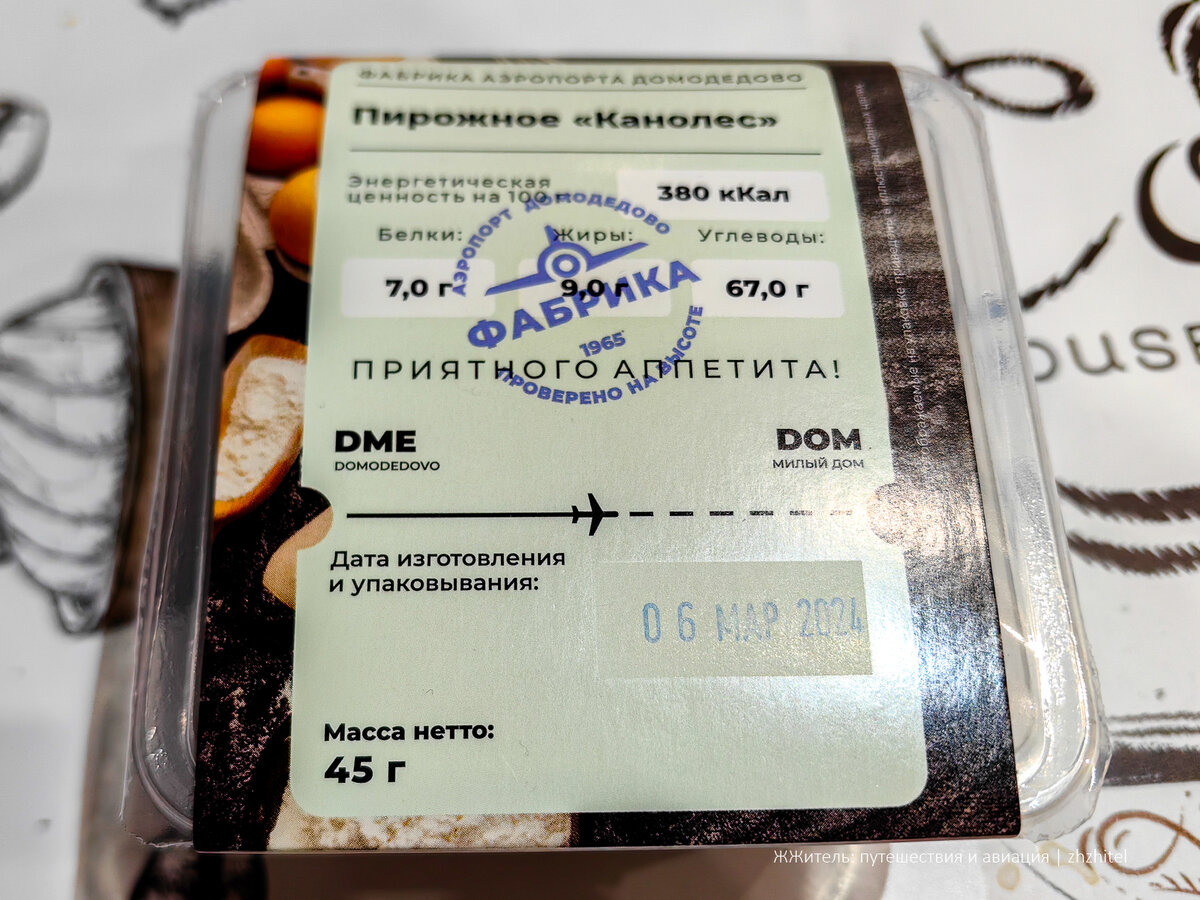 ФАБРИКА АЭРОПОРТА ДОМОДЕДОВО
Пирожное «Канолес»
Энергетическая
ценность на 100 г:
380 кКал
Белки: Жиры: Углеводы:
7,0 г 9,0 г 67,0 г
АЭРОПОРТ ДОМОДЕДОВО
ФАБРИКА
1965
ПРОВЕРЕНО НА ВЫСОТЕ
ПРИЯТНОГО АППЕТИТА!
DME DOM
DOMODEDOVO МИЛЫЙ ДОМ
Дата изготовления
и упаковывания:
06 МАР 2024
Масса нетто:
45 г
ЖЖитель: путешествия и авиация | zhzhitel